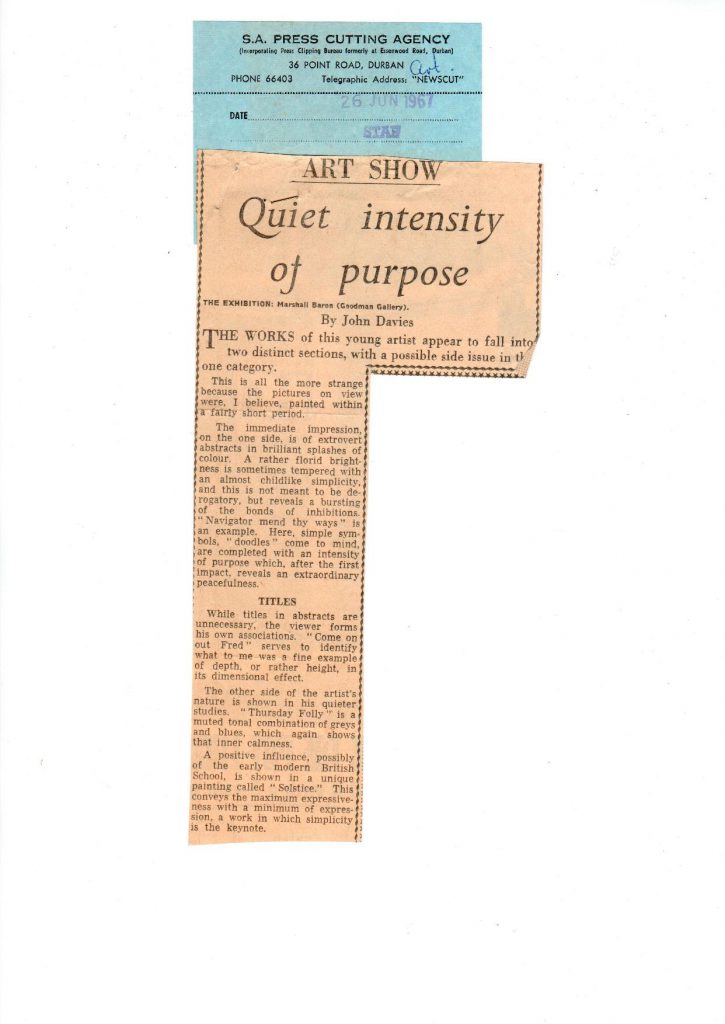 S.A. PRESS CUTTING AGENCY
(Incorporating Press Clipping Bureau formerly at Essenwood Road, Durban)
36 POINT ROAD, DURBAN
Art.
PHONE 66403 Telegraphic Address: "NEWSCUT"
26 JUN 1967
DATE
STAR
ART SHOW
Quiet intensity
of purpose
THE EXHIBITION: Marshall Baron (Goodman Gallery).
By John Davies
THE WORKS of this young artist appear to fall into
two distinct sections, with a possible side issue in th
one category.
This is all the more strange
because the pictures on view
were, I believe, painted within
a fairly short period.
The immediate impression,
on the one side, is of extrovert
abstracts in brilliant splashes of
colour. A rather florid bright-
ness is sometimes tempered with
an almost childlike simplicity,
and this is not meant to be de-
rogatory, but reveals a bursting
of the bonds of inhibitions.
"Navigator mend thy ways" is
an example. Here, simple sym-
bols, "doodles" come to mind,
are completed with an intensity
of purpose which, after the first
impact, reveals an extraordinary
peacefulness.
TITLES
While titles in abstracts are
unnecessary, the viewer forms
his own associations. "Come on
out Fred" serves to identify
what to me was a fine example
of depth, or rather height, in
its dimensional effect.
The other side of the artist's
nature is shown in his quieter
studies. "Thursday Folly" is a
muted tonal combination of greys
and blues, which again shows
that inner calmness.
A positive influence, possibly
of the early modern British
School, is shown in a unique
painting called "Solstice." This
conveys the maximum expressive-
ness with a minimum of expres-
sion, a work in which simplicity
is the keynote.